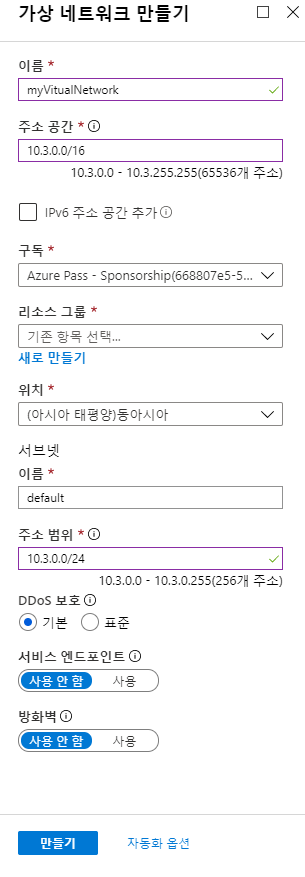 가상 네트워크 만들기
이름 *
myVitualNetwork
주소 공간 *
10.3.0.0/16
10.3.0.0 - 10.3.255.255(65536개 주소)
IPv6 주소 공간 추가
구독 *
Azure Pass - Sponsorship(668807e5-5...
리소스 그룹 *
기존 항목 선택...
새로 만들기
위치 *
(아시아 태평양)동아시아
서브넷
이름 *
default
주소 범위 *
10.3.0.0/24
10.3.0.0 - 10.3.0.255(256개 주소)
DDoS 보호
기본 표준
서비스 엔드포인트
사용 안 함 사용
방화벽
사용 안 함 사용
만들기 자동화 옵션